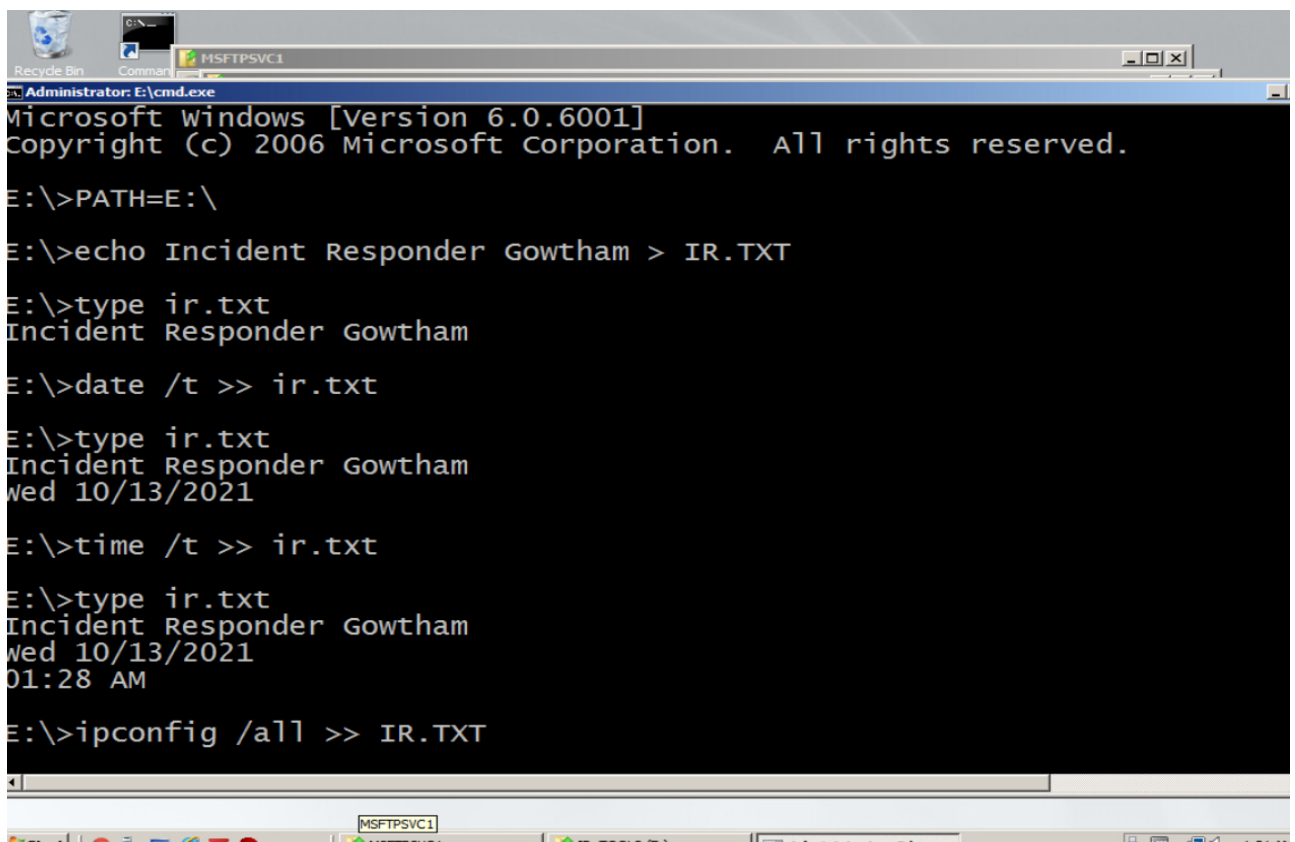 Recycle Bin
Comman
MSFTPSVC1
Administrator: E:\cmd.exe
Microsoft Windows [Version 6.0.6001]
Copyright (c) 2006 Microsoft Corporation.  All rights reserved.
E:\>PATH=E:\
E:\>echo Incident Responder Gowtham > IR.TXT
E:\>type ir.txt
Incident Responder Gowtham
E:\>date /t >> ir.txt
E:\>type ir.txt
Incident Responder Gowtham
Wed 10/13/2021
E:\>time /t >> ir.txt
E:\>type ir.txt
Incident Responder Gowtham
Wed 10/13/2021
01:28 AM
E:\>ipconfig /all >> IR.TXT
MSFTPSVC1